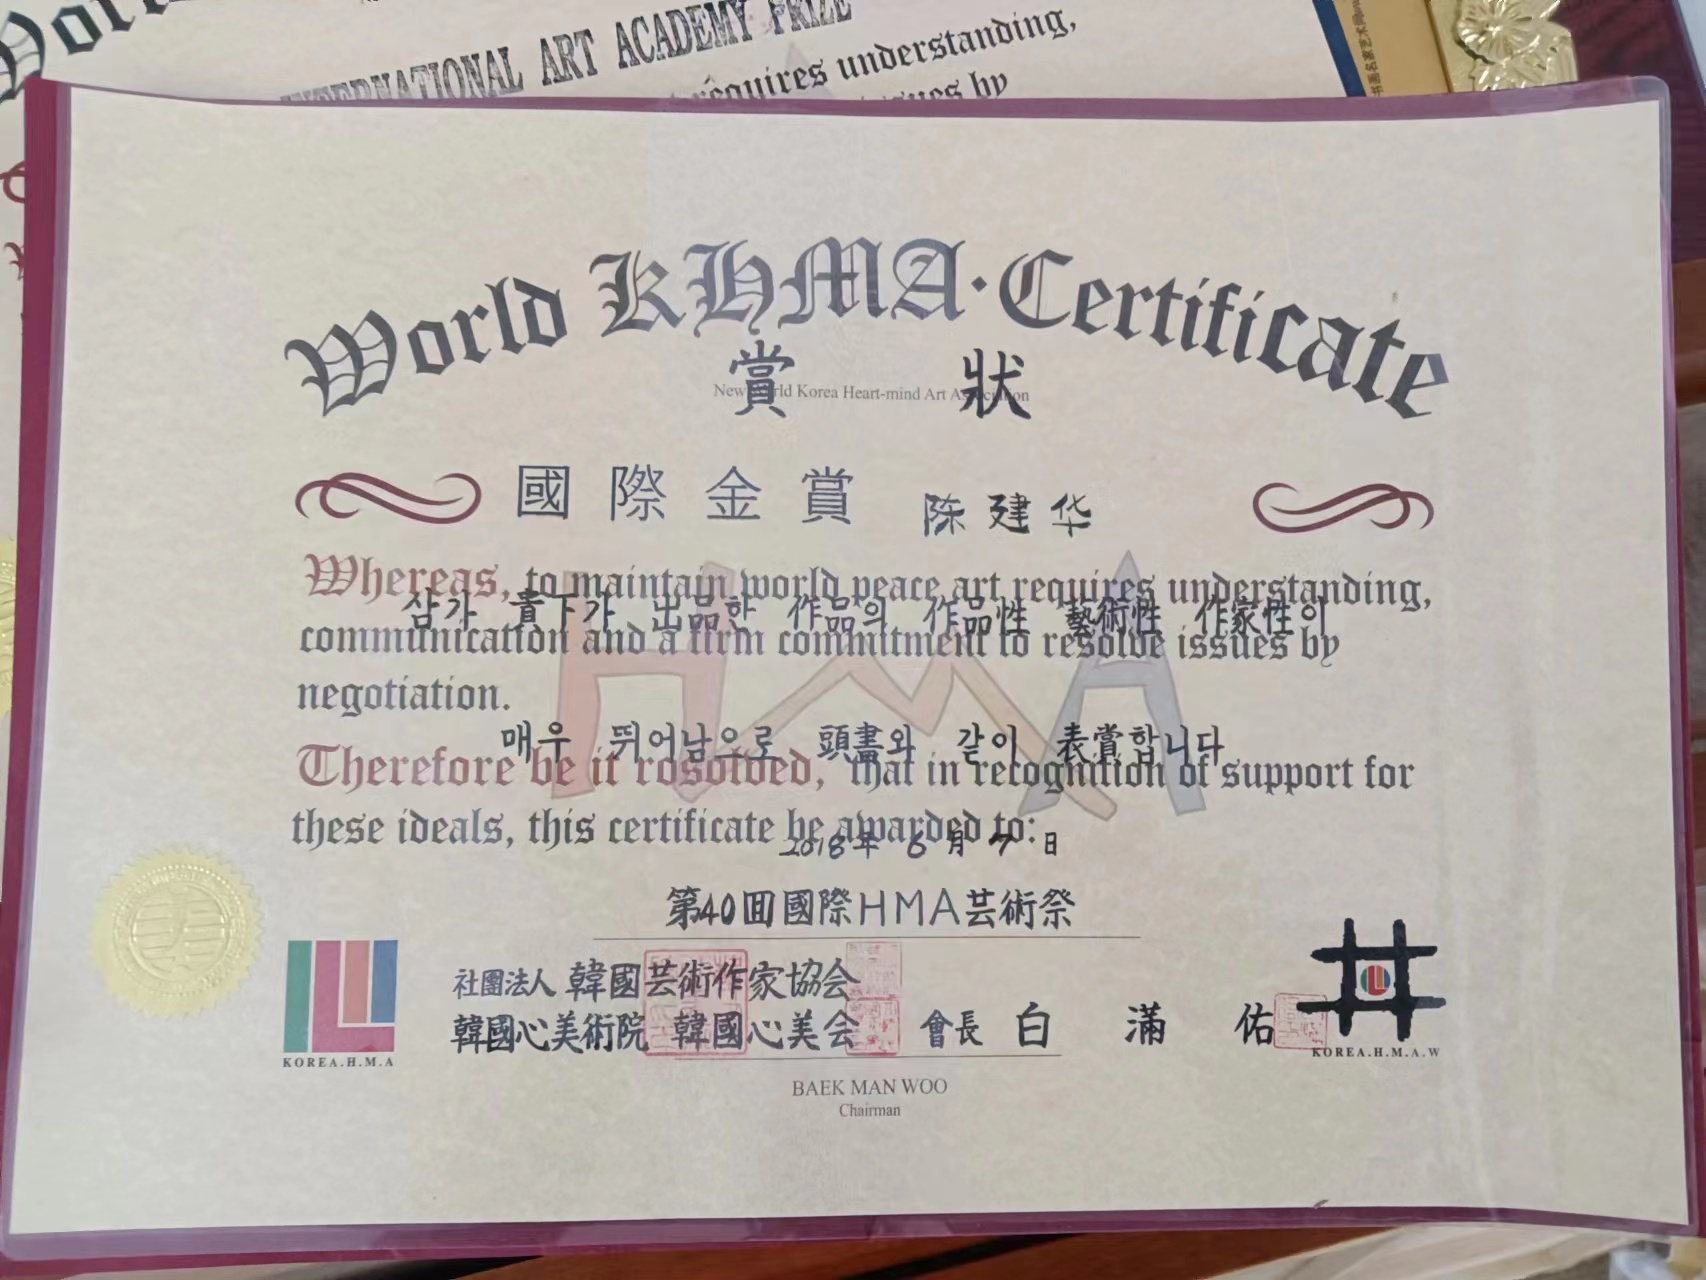 INTERNATIONAL ART ACADEMY PRIZE
requires understanding,
issues by
World KHMA·Certificate
賞 狀
New World Korea Heart-mind Art Association
國際金賞 陈建华
Whereas, to maintain world peace art requires understanding,
삼가 貴下가 出品한 作品의 作品性 藝術性 作家性이
communication and a firm commitment to resolve issues by
negotiation.
매우 뛰어남으로 頭書와 같이 表賞합니다
Therefore be it rosolded, that in recognition of support for
these ideals, this certificate be awarded to:
2018年 6月 7日
第40回國際HMA芸術祭
社團法人 韓國芸術作家協会
韓國心美術院 韓國心美会 會長 白 滿 佑
KOREA.H.M.A
KOREA.H.M.A.W
BAEK MAN WOO
Chairman